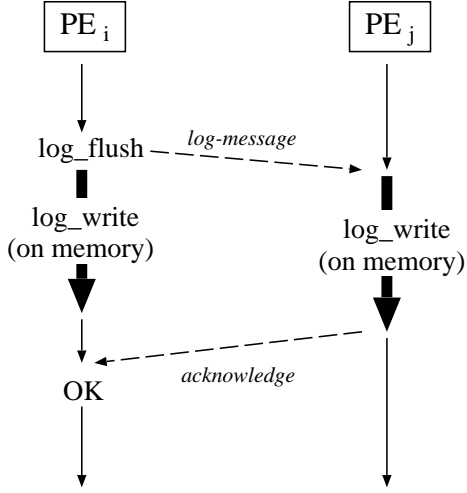 PE i
PE j
log_flush
log-message
log_write
(on memory)
log_write
(on memory)
acknowledge
OK